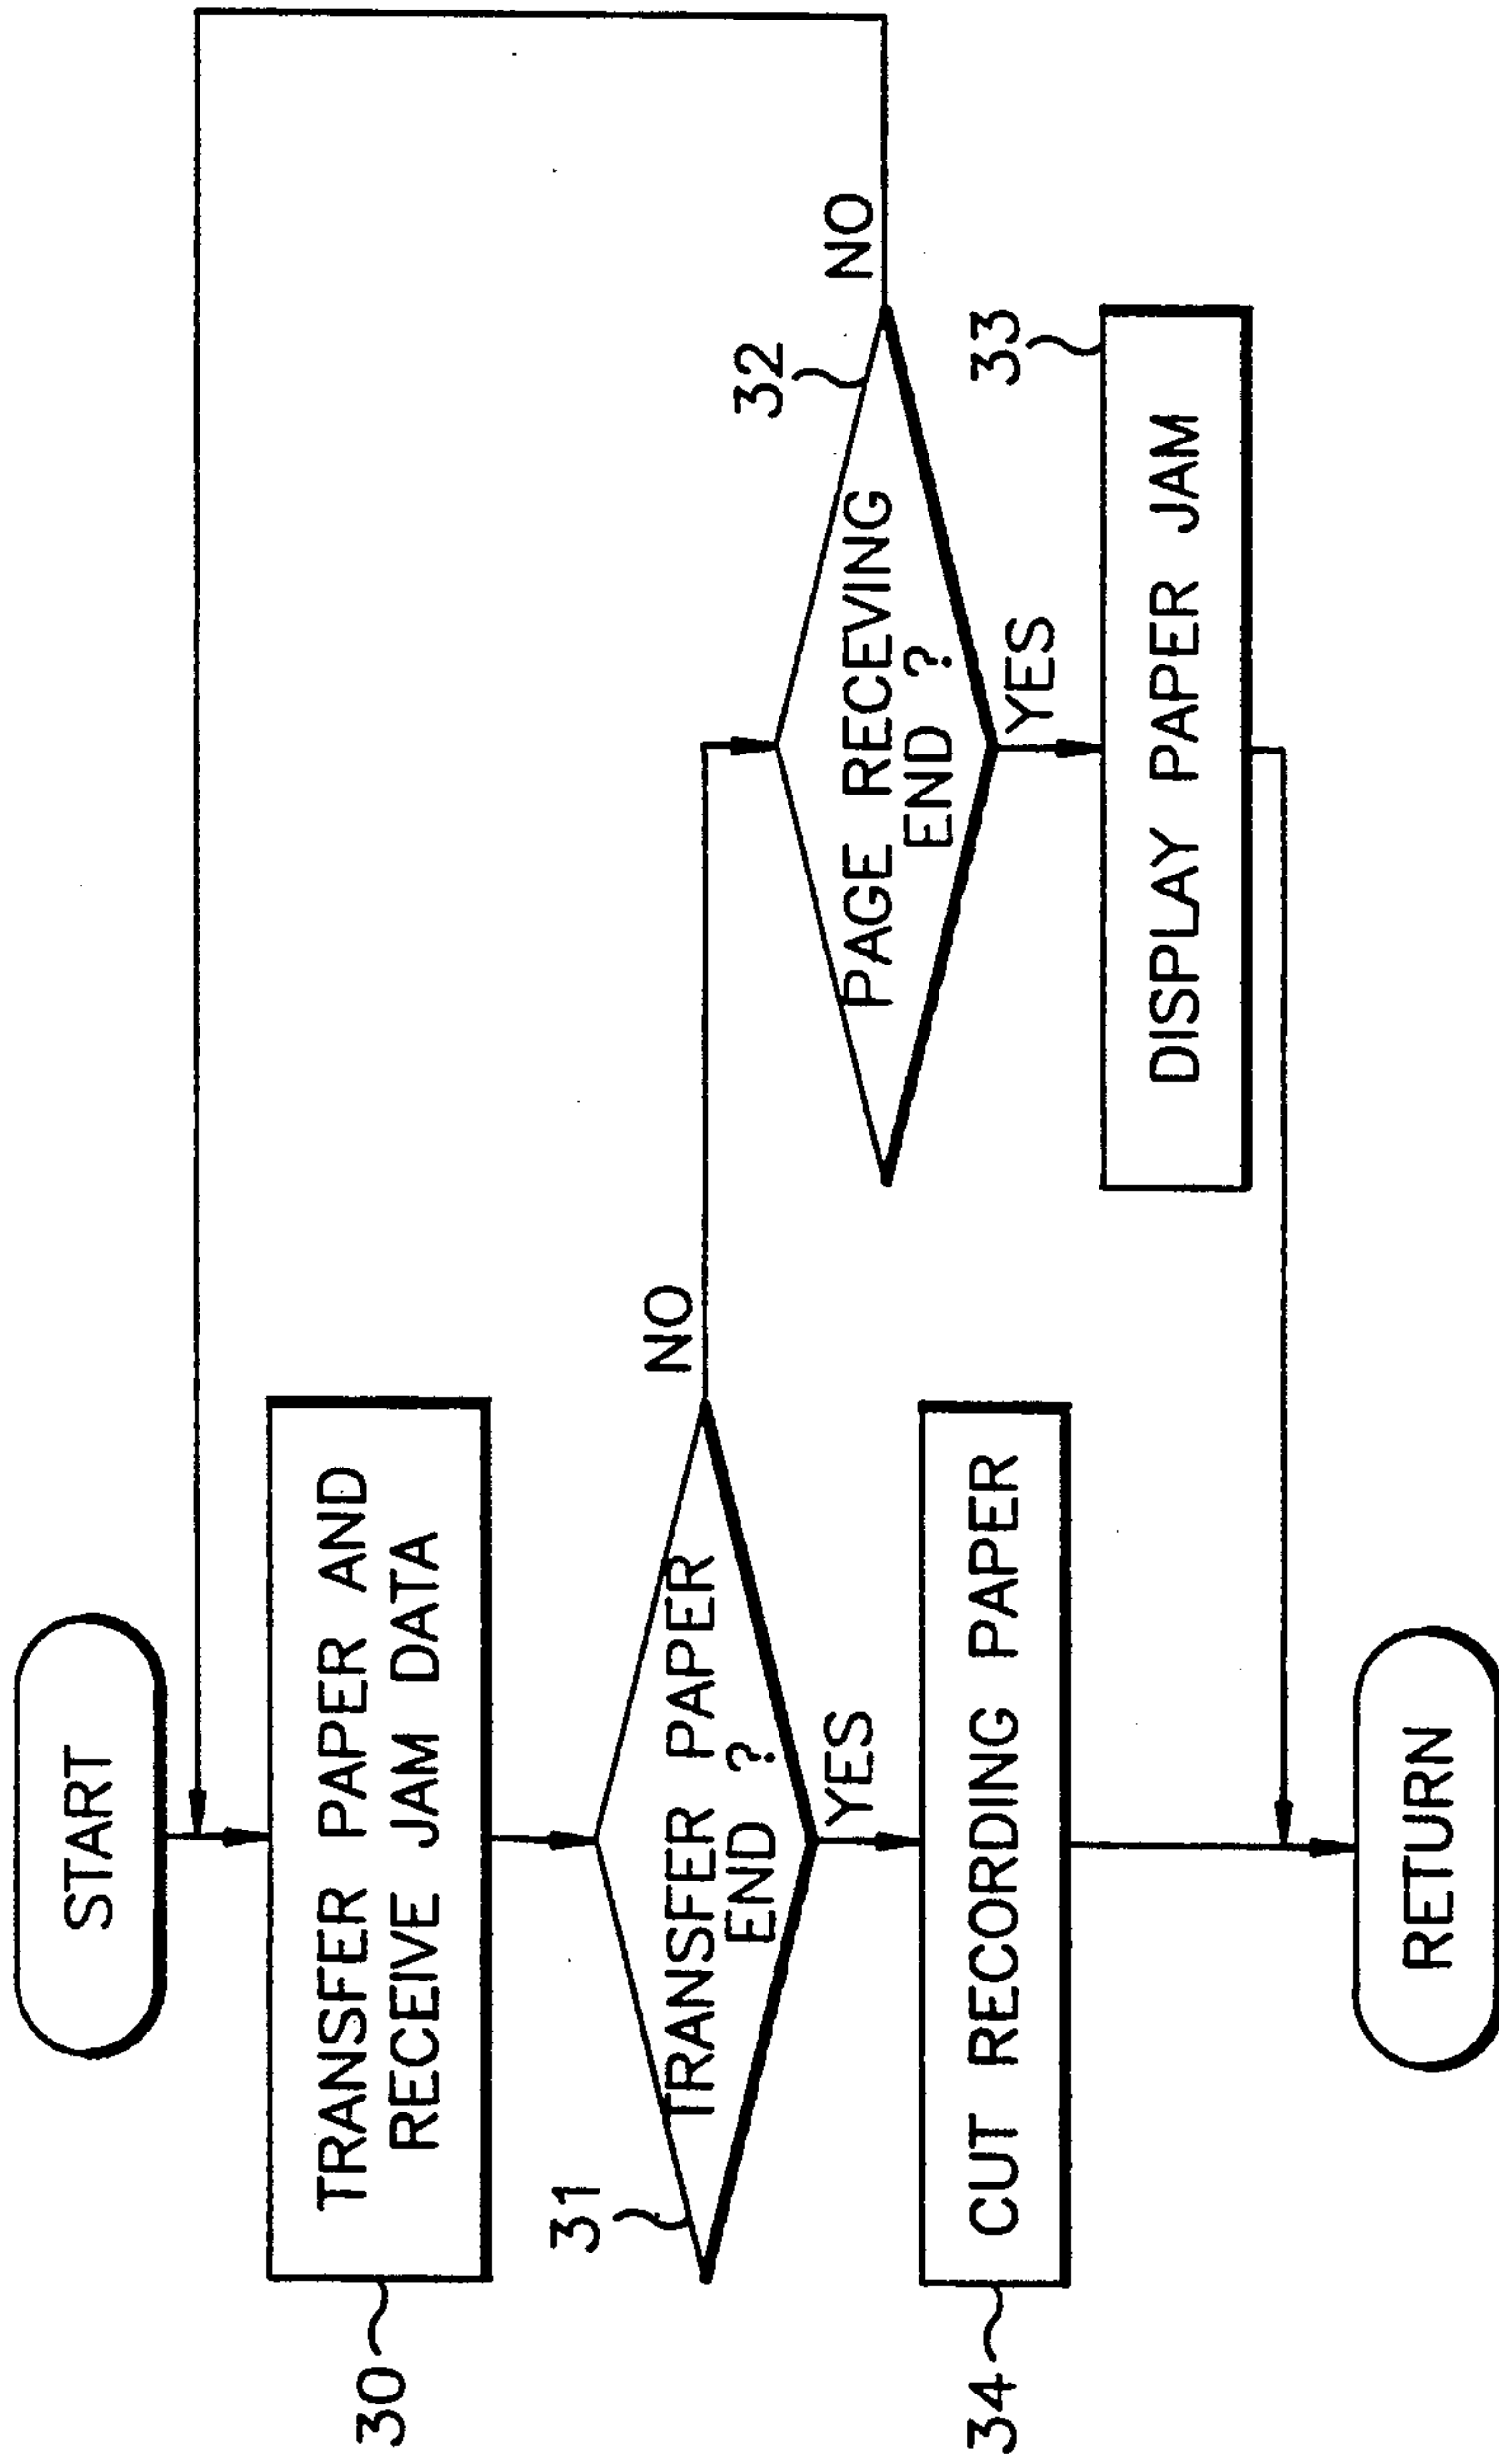 START
30
TRANSFER PAPER AND
RECEIVE JAM DATA
31
TRANSFER PAPER
END ?
NO
YES
32
PAGE RECEVING
END ?
NO
YES
33
DISPLAY PAPER JAM
34
CUT RECORDING PAPER
RETURN